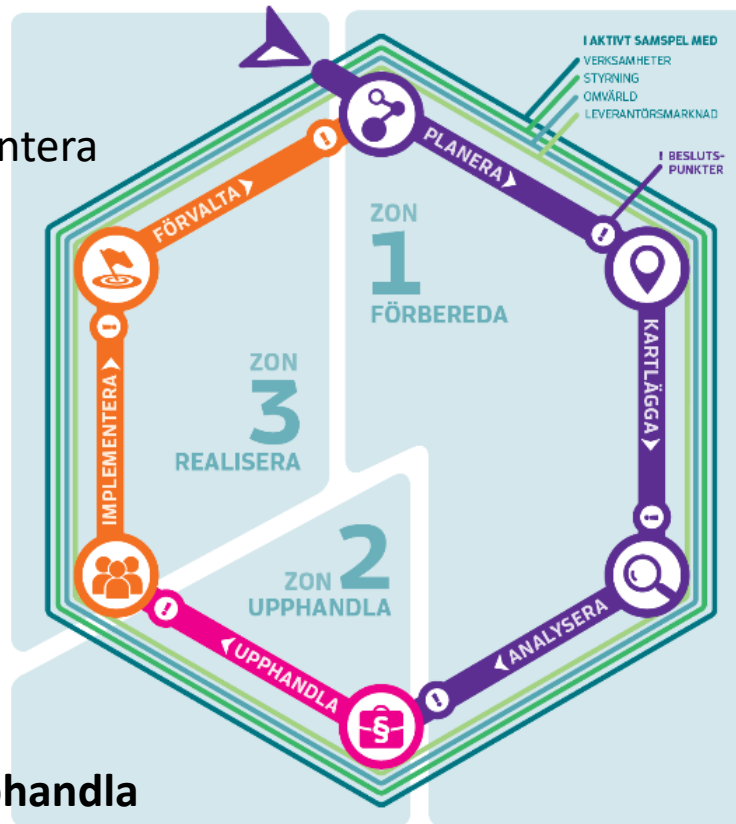 I AKTIVT SAMSPEL MED
VERKSAMHETER
STYRNING
OMVÄRLD
LEVERANTÖRSMARKNAD
! BESLUTS-
PUNKTER
ntera
PLANERA
!
FÖRVALTA
!
ZON
1
FÖRBEREDA
KARTLÄGGA
!
ZON
3
REALISERA
IMPLEMENTERA
!
ZON 2
UPPHANDLA
ANALYSERA
!
UPPHANDLA
!
§
handla